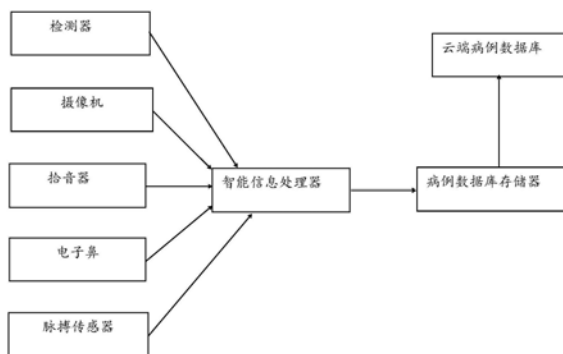 检测器
云端病例数据库
摄像机
拾音器
智能信息处理器
病例数据库存储器
电子鼻
脉搏传感器